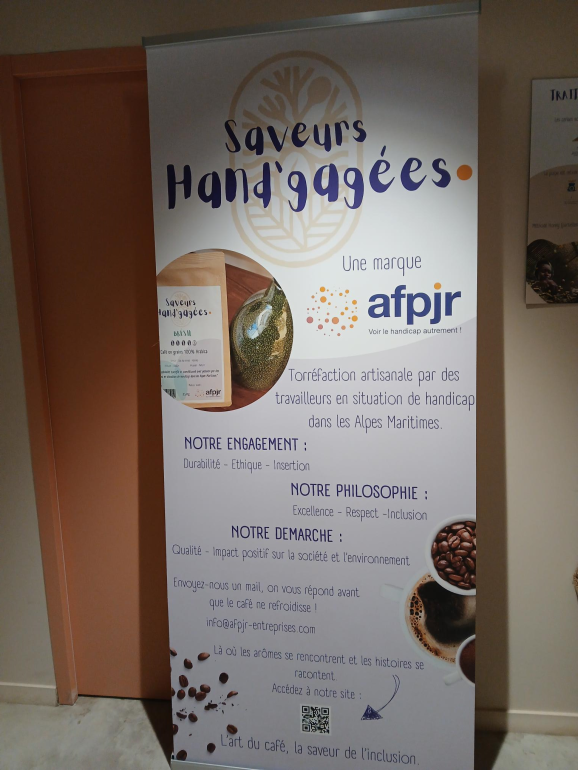 Saveurs
Hand'gagées
Une marque
afpjr
Voir le handicap autrement !
Saveurs
Hand'gagées
afpjr
Torréfaction artisanale par des
travailleurs en situation de handicap
dans les Alpes Maritimes.
NOTRE ENGAGEMENT :
Durabilité - Ethique - Insertion
NOTRE PHILOSOPHIE :
Excellence - Respect -Inclusion
NOTRE DEMARCHE :
Qualité - Impact positif sur la société et l'environnement
Envoyez-nous un mail, on vous répond avant
que le café ne refroidisse !
info@afpjr-entreprises.com
Là où les arômes se rencontrent et les histoires se
racontent.
Accédez à notre site :
L'art du café, la saveur de l'inclusion.